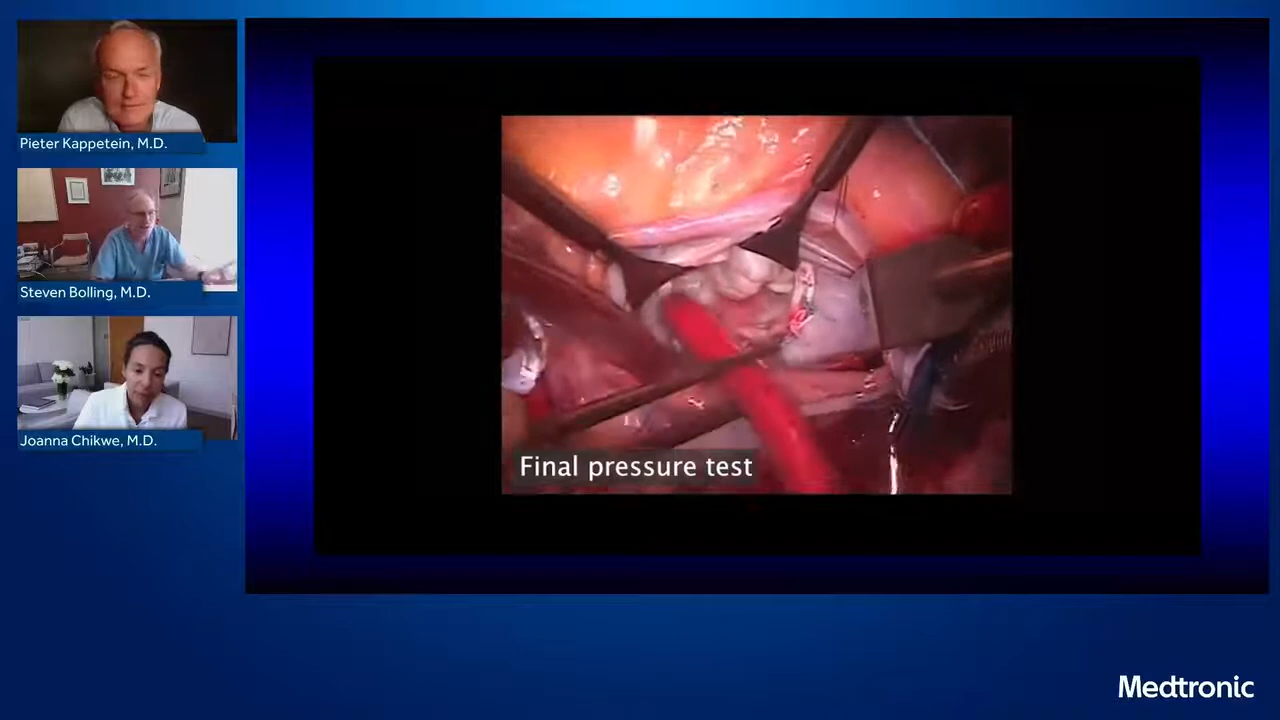 Pieter Kappetein, M.D.
Steven Bolling, M.D.
Joanna Chikwe, M.D.
Final pressure test
Medtronic